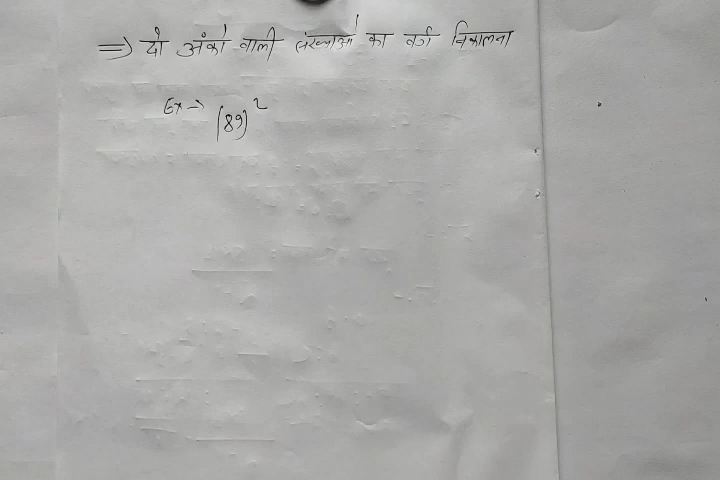 => दो अंको वाली संख्याओं का वर्ग निकालना
Ex → (89)²